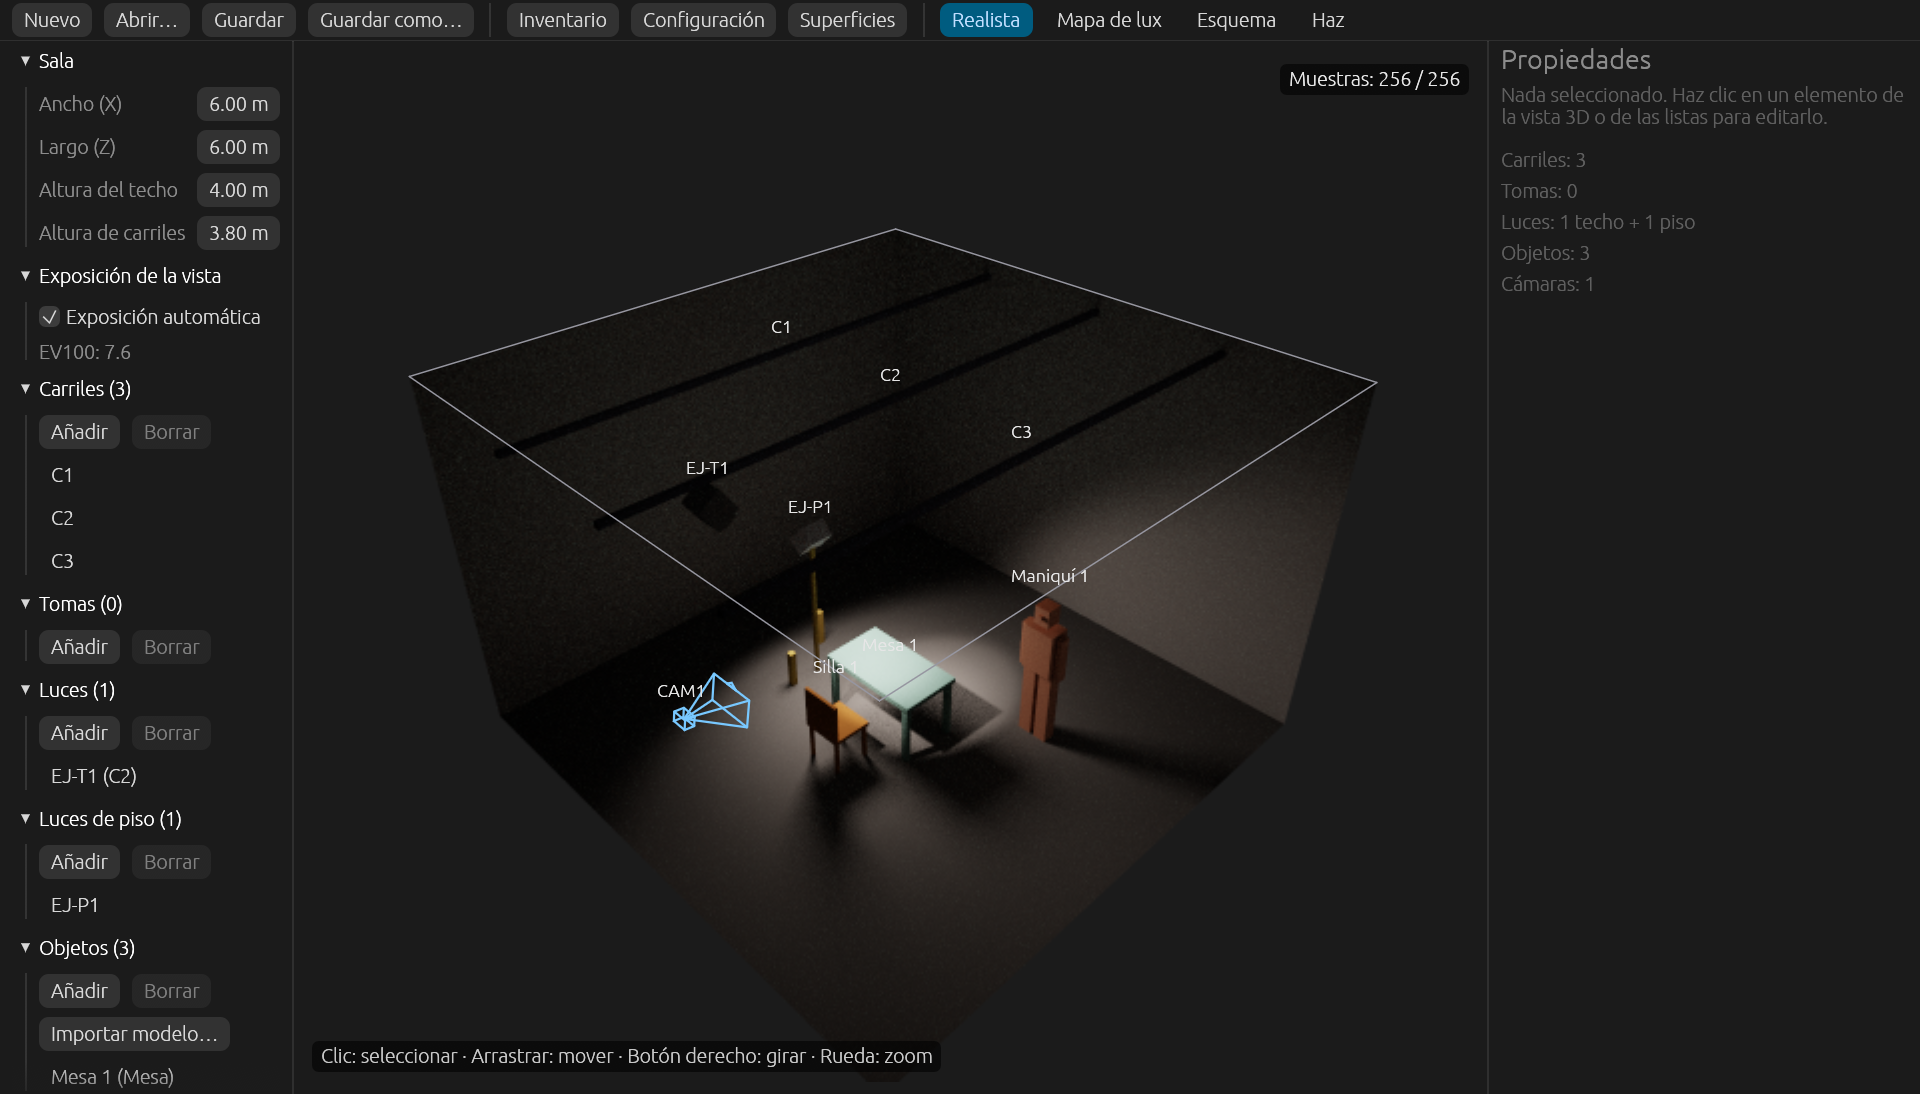 Nuevo Abrir... Guardar Guardar como... Inventario Configuración Superficies Realista Mapa de lux Esquema Haz
Sala
Ancho (X) 6.00 m
Largo (Z) 6.00 m
Altura del techo 4.00 m
Altura de carriles 3.80 m
Exposición de la vista
Exposición automática
EV100: 7.6
Carriles (3)
Añadir Borrar
C1
C2
C3
Tomas (0)
Añadir Borrar
Luces (1)
Añadir Borrar
EJ-T1 (C2)
Luces de piso (1)
Añadir Borrar
EJ-P1
Objetos (3)
Añadir Borrar
Importar modelo...
Mesa 1 (Mesa)
Muestras: 256 / 256
C1
C2
C3
EJ-T1
EJ-P1
Maniquí 1
Mesa 1
Silla 1
CAM1
Clic: seleccionar · Arrastrar: mover · Botón derecho: girar · Rueda: zoom
Propiedades
Nada seleccionado. Haz clic en un elemento de
la vista 3D o de las listas para editarlo.
Carriles: 3
Tomas: 0
Luces: 1 techo + 1 piso
Objetos: 3
Cámaras: 1